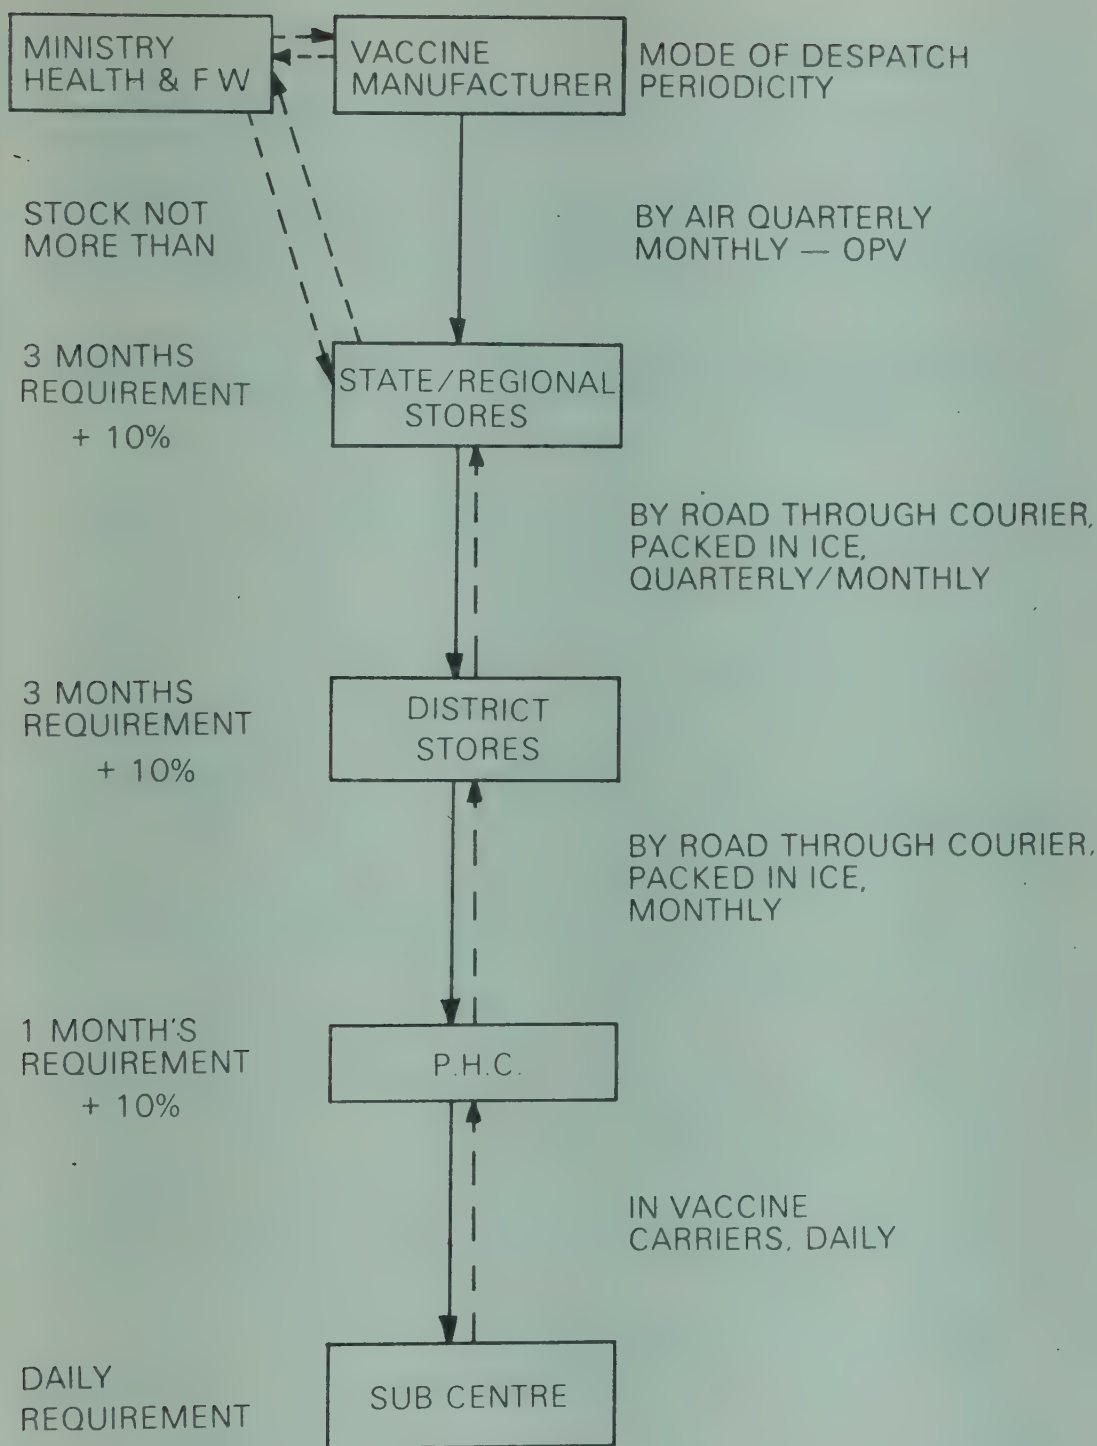 MINISTRY
HEALTH & F W
VACCINE
MANUFACTURER
MODE OF DESPATCH
PERIODICITY
STOCK NOT
MORE THAN
BY AIR QUARTERLY
MONTHLY — OPV
3 MONTHS
REQUIREMENT
+ 10%
STATE/REGIONAL
STORES
BY ROAD THROUGH COURIER,
PACKED IN ICE,
QUARTERLY/MONTHLY
3 MONTHS
REQUIREMENT
+ 10%
DISTRICT
STORES
BY ROAD THROUGH COURIER,
PACKED IN ICE,
MONTHLY
1 MONTH'S
REQUIREMENT
+ 10%
P.H.C.
IN VACCINE
CARRIERS, DAILY
DAILY
REQUIREMENT
SUB CENTRE